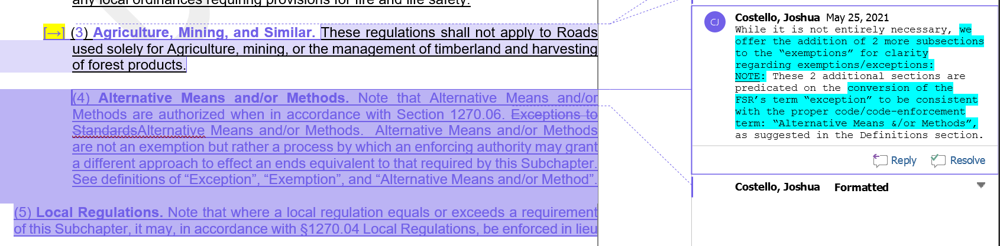 any local ordinances requiring provisions for fire and life safety.
[→] (3) Agriculture, Mining, and Similar. These regulations shall not apply to Roads
used solely for Agriculture, mining, or the management of timberland and harvesting
of forest products.
(4) Alternative Means and/or Methods. Note that Alternative Means and/or
Methods are authorized when in accordance with Section 1270.06. Exceptions to
StandardsAlternative Means and/or Methods. Alternative Means and/or Methods
are not an exemption but rather a process by which an enforcing authority may grant
a different approach to effect an ends equivalent to that required by this Subchapter.
See definitions of “Exception”, “Exemption”, and “Alternative Means and/or Method”.
(5) Local Regulations. Note that where a local regulation equals or exceeds a requirement
of this Subchapter, it may, in accordance with §1270.04 Local Regulations, be enforced in lieu
CJ
Costello, Joshua May 25, 2021
While it is not entirely necessary, we
offer the addition of 2 more subsections
to the “exemptions” for clarity
regarding exemptions/exceptions:
NOTE: These 2 additional sections are
predicated on the conversion of the
FSR’s term “exception” to be consistent
with the proper code/code-enforcement
term: “Alternative Means &/or Methods”,
as suggested in the Definitions section.
Reply Resolve
Costello, Joshua Formatted